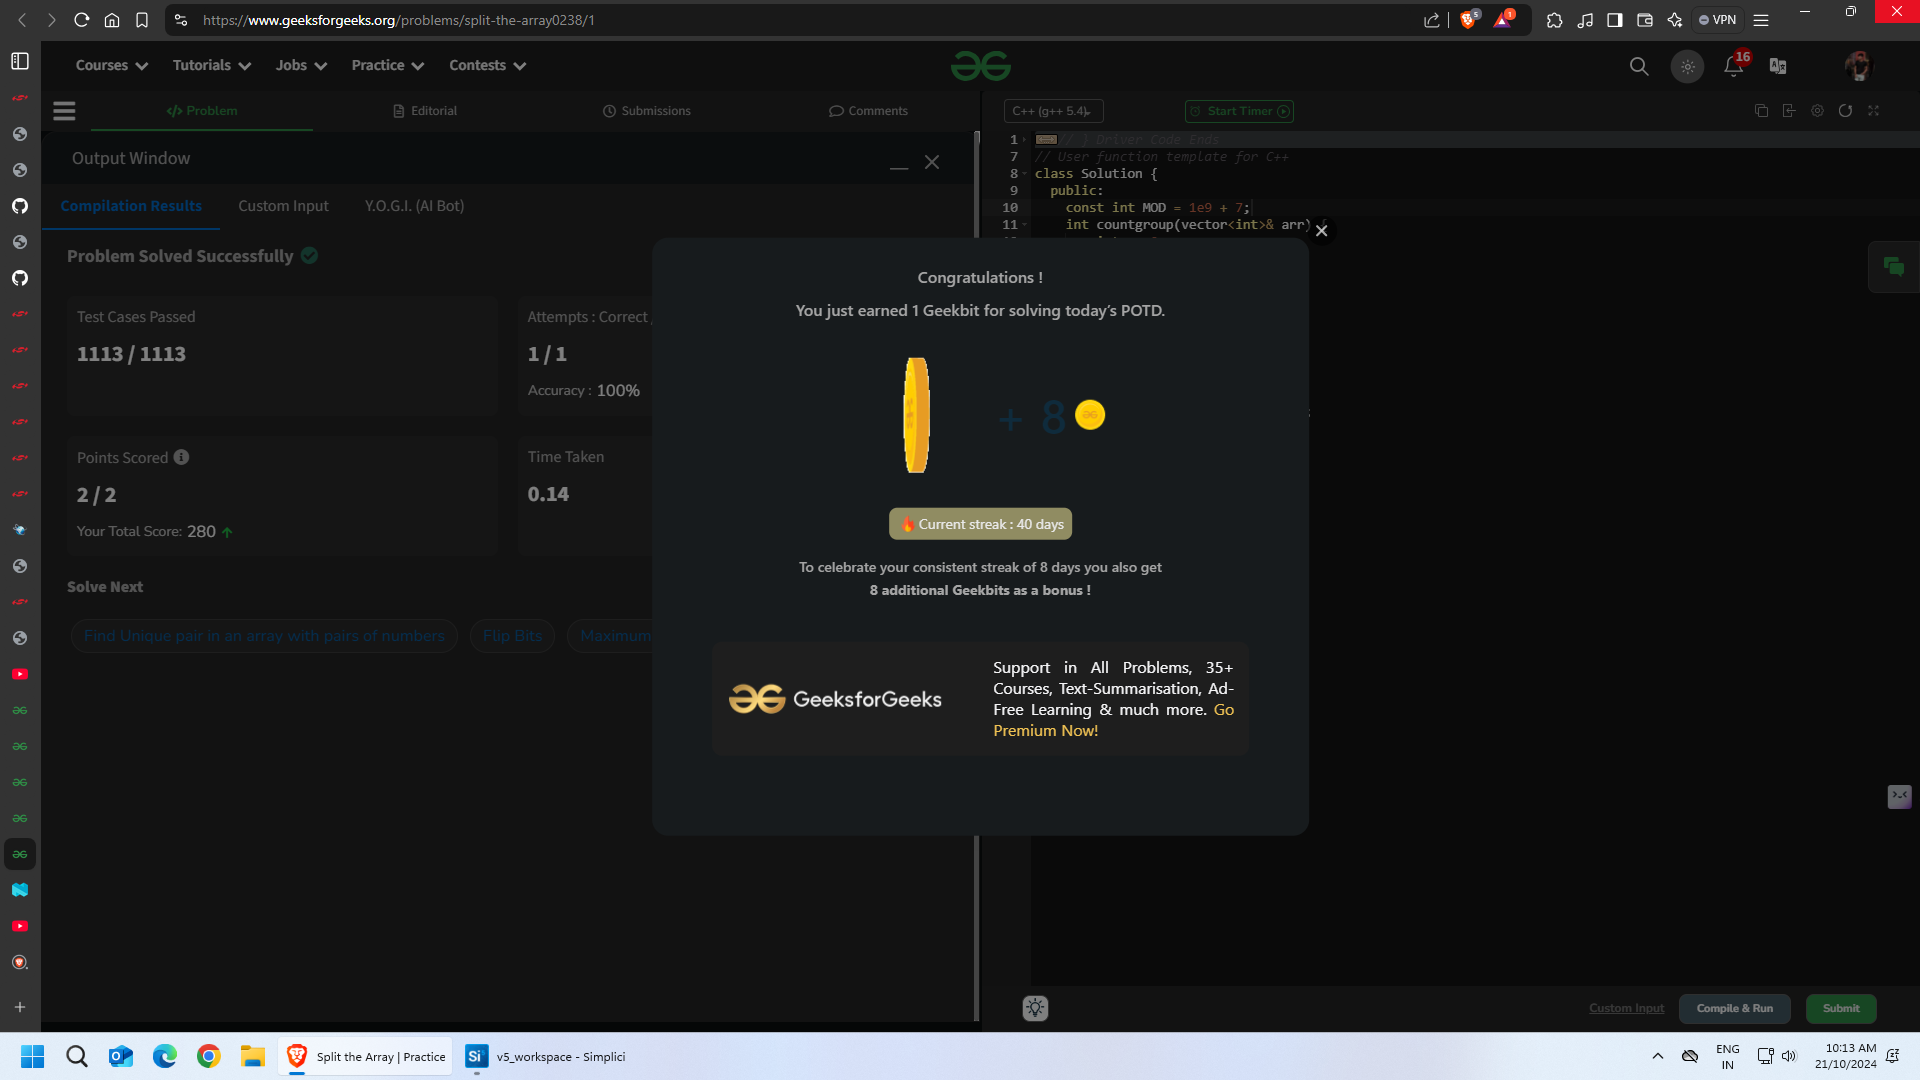 https://www.geeksforgeeks.org/problems/split-the-array0238/1
5
1
VPN
Courses
Tutorials
Jobs
Practice
Contests
16
</> Problem
Editorial
Submissions
Comments
C++ (g++ 5.4)
Start Timer
Output Window
Compilation Results
Custom Input
Y.O.G.I. (AI Bot)
Problem Solved Successfully
Test Cases Passed
1113 / 1113
Attempts : Correct
1 / 1
Accuracy : 100%
Points Scored
2 / 2
Your Total Score: 280
Time Taken
0.14
Solve Next
Find Unique pair in an array with pairs of numbers
Flip Bits
Maximum
1 // } Driver Code Ends
7 // User function template for C++
8 class Solution {
9 public:
10 const int MOD = 1e9 + 7;
11 int countgroup(vector<int>& arr) {
Congratulations !
You just earned 1 Geekbit for solving today’s POTD.
+ 8
Current streak : 40 days
To celebrate your consistent streak of 8 days you also get
8 additional Geekbits as a bonus !
GeeksforGeeks
Support in All Problems, 35+
Courses, Text-Summarisation, Ad-
Free Learning & much more. Go
Premium Now!
Custom Input
Compile & Run
Submit
Split the Array | Practice
Si
v5_workspace - Simplici
ENG
IN
10:13 AM
21/10/2024